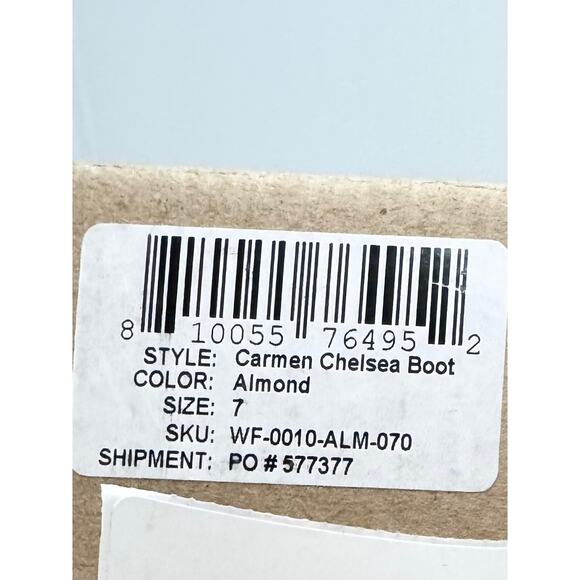 8 10055 76495 2
STYLE: Carmen Chelsea Boot
COLOR: Almond
SIZE: 7
SKU: WF-0010-ALM-070
SHIPMENT: PO # 577377